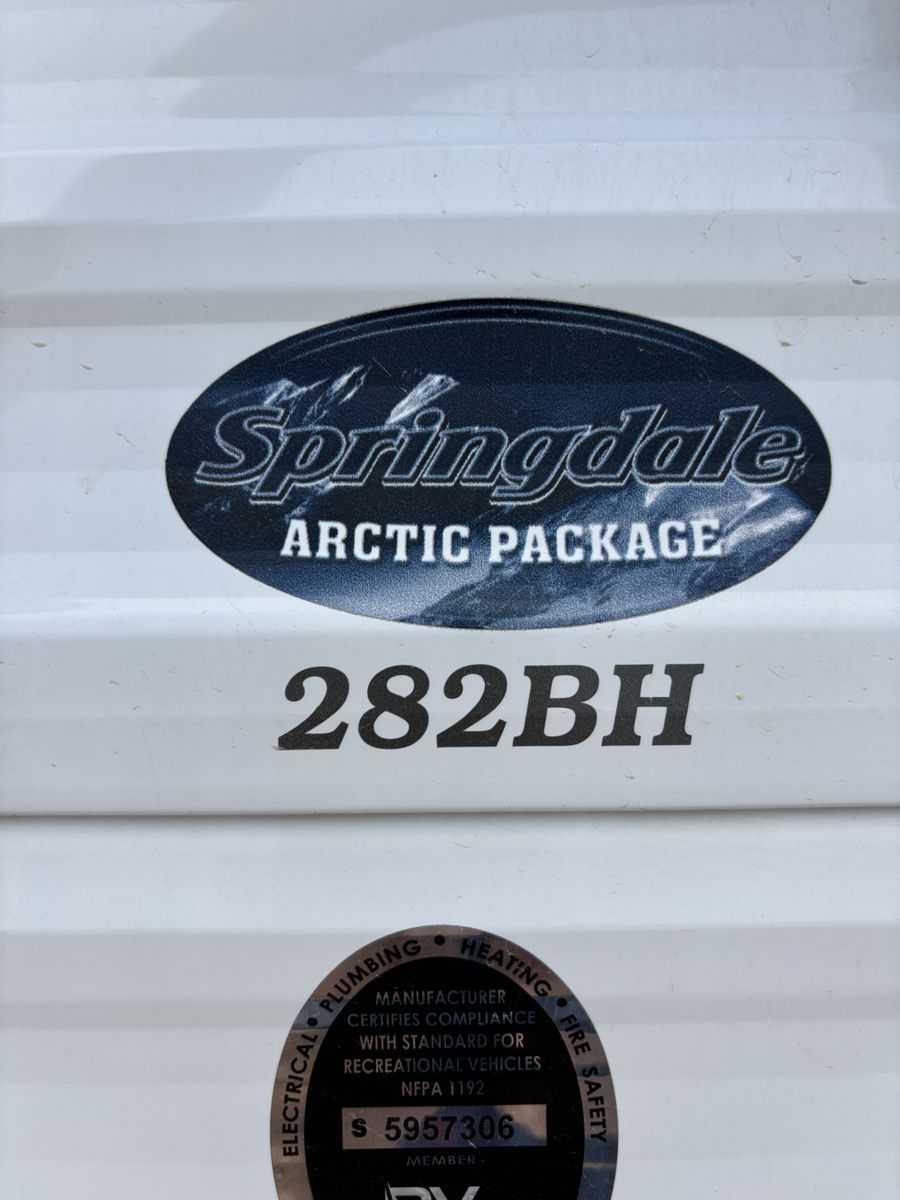 Springdale
ARCTIC PACKAGE
282BH
ELECTRICAL • PLUMBING • HEATING • FIRE SAFETY
MANUFACTURER
CERTIFIES COMPLIANCE
WITH STANDARD FOR
RECREATIONAL VEHICLES
NFPA 1192
S 5957306
MEMBER
RV